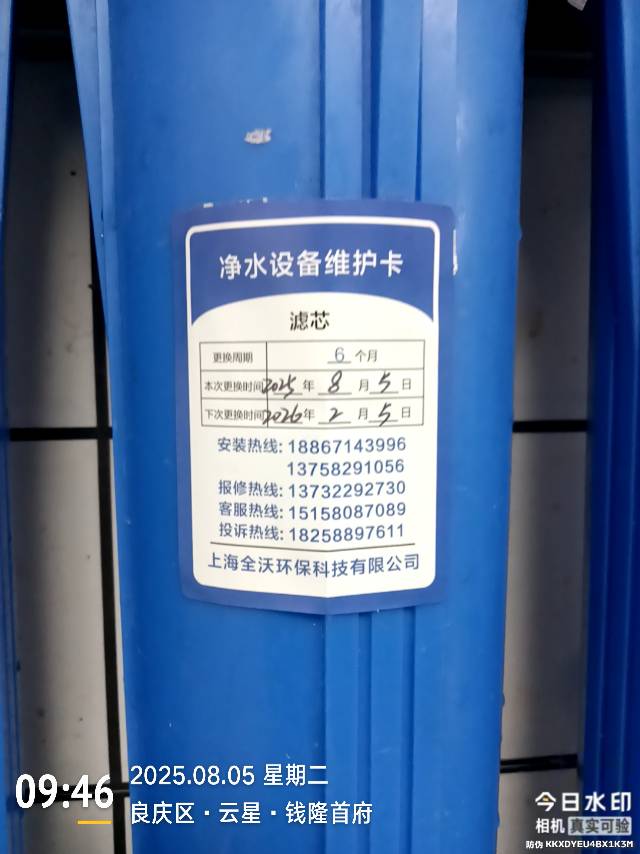 净水设备维护卡
滤芯
更换周期 6 个月
本次更换时间 2025 年 8 月 5 日
下次更换时间 2026 年 2 月 5 日
安装热线: 18867143996
13758291056
报修热线: 13732292730
客服热线: 15158087089
投诉热线: 18258897611
上海全沃环保科技有限公司
09:46
2025.08.05 星期二
良庆区·云星·钱隆首府
今日水印
相机 真实可验
防伪 KKXDYEU4BX1K3M